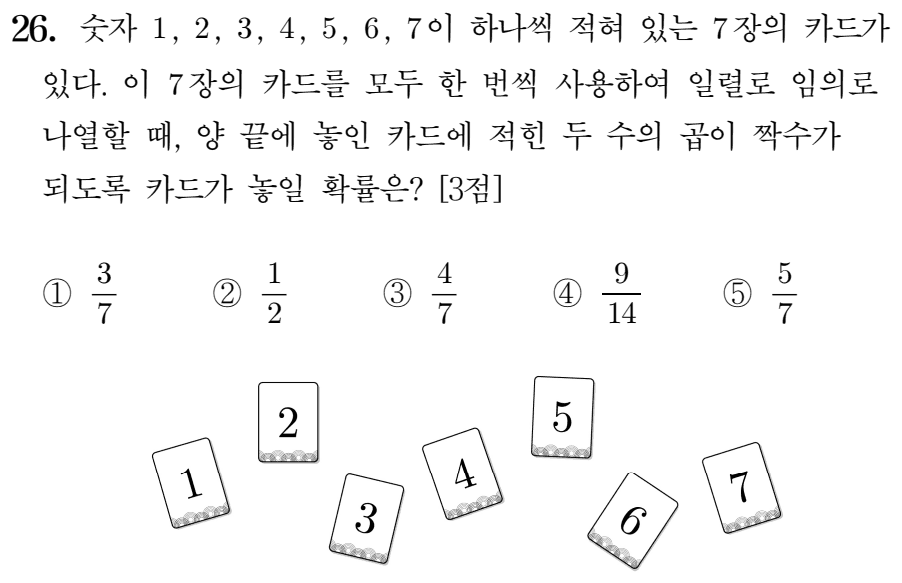 26. 숫자 1, 2, 3, 4, 5, 6, 7이 하나씩 적혀 있는 7장의 카드가
있다. 이 7장의 카드를 모두 한 번씩 사용하여 일렬로 임의로
나열할 때, 양 끝에 놓인 카드에 적힌 두 수의 곱이 짝수가
되도록 카드가 놓일 확률은? [3점]
① 3/7 ② 1/2 ③ 4/7 ④ 9/14 ⑤ 5/7
1 2 3 4 5 6 7